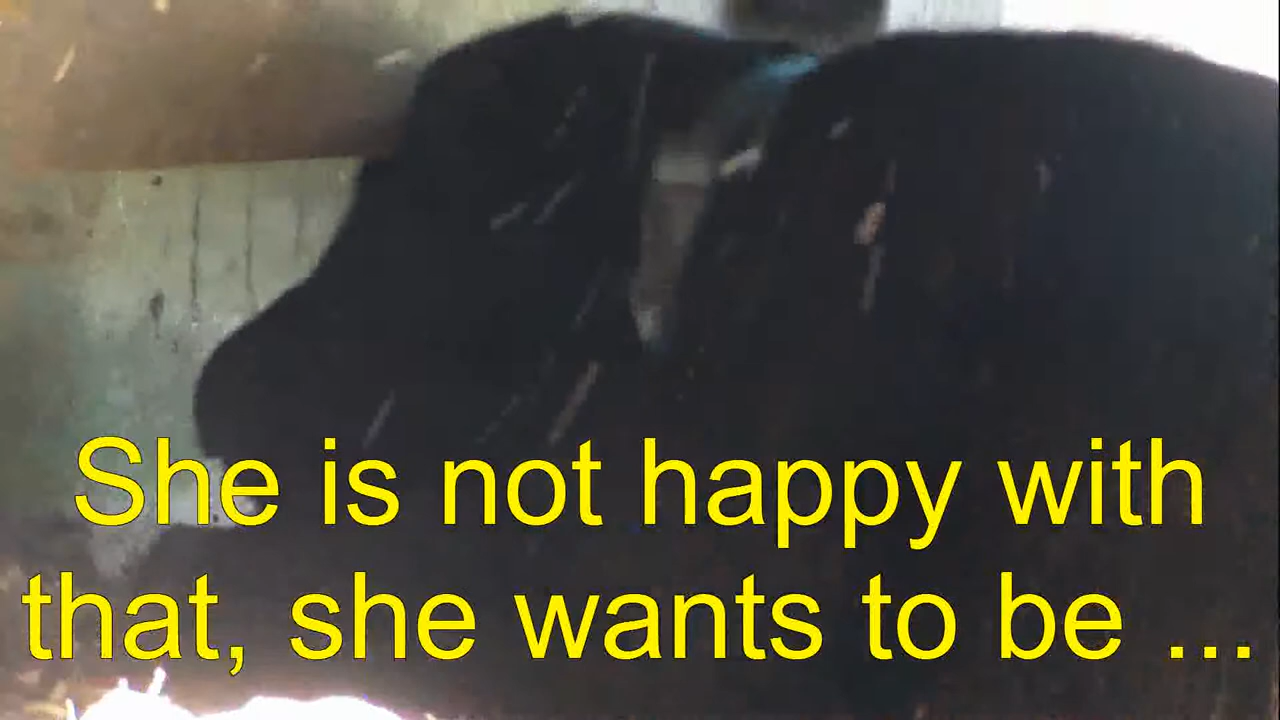 She is not happy with
that, she wants to be ...